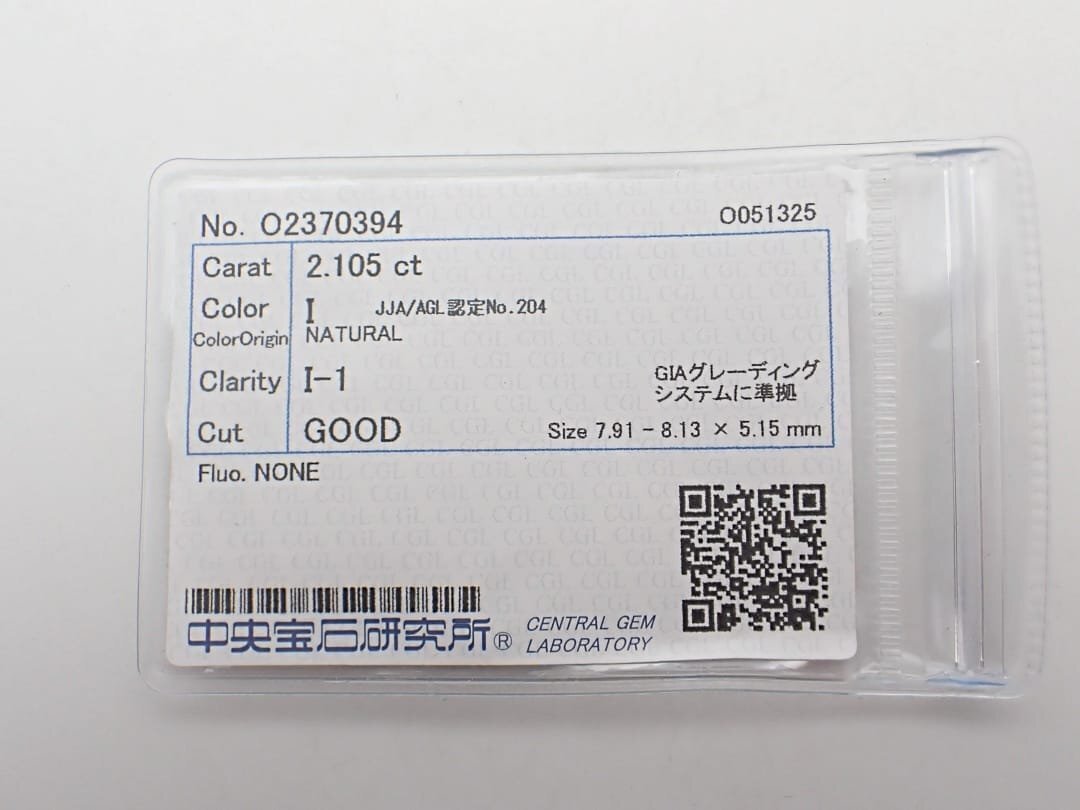 No. O2370394 O051325
Carat 2.105 ct
Color I JJA/AGL認定No.204
ColorOrigin NATURAL
Clarity I-1 GIAグレーディング
システムに準拠
Cut GOOD Size 7.91 - 8.13 × 5.15 mm
Fluo. NONE
中央宝石研究所® CENTRAL GEM
LABORATORY